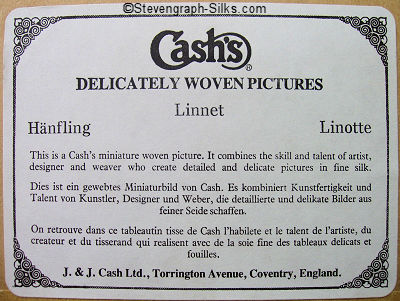 ©Stevengraph-Silks.com
Cash's®
DELICATELY WOVEN PICTURES
Linnet
Hänfling Linotte
This is a Cash's miniature woven picture. It combines the skill and talent of artist,
designer and weaver who create detailed and delicate pictures in fine silk.
Dies ist ein gewebtes Miniaturbild von Cash. Es kombiniert Kunstfertigkeit und
Talent von Kunstler, Designer und Weber, die detaillierte und delikate Bilder aus
feiner Seide schaffen.
On retrouve dans ce tableautin tisse de Cash l'habilete et le talent de l'artiste, du
createur et du tisserand qui realisent avec de la soie fine des tableaux delicats et
fouilles.
J. & J. Cash Ltd., Torrington Avenue, Coventry, England.